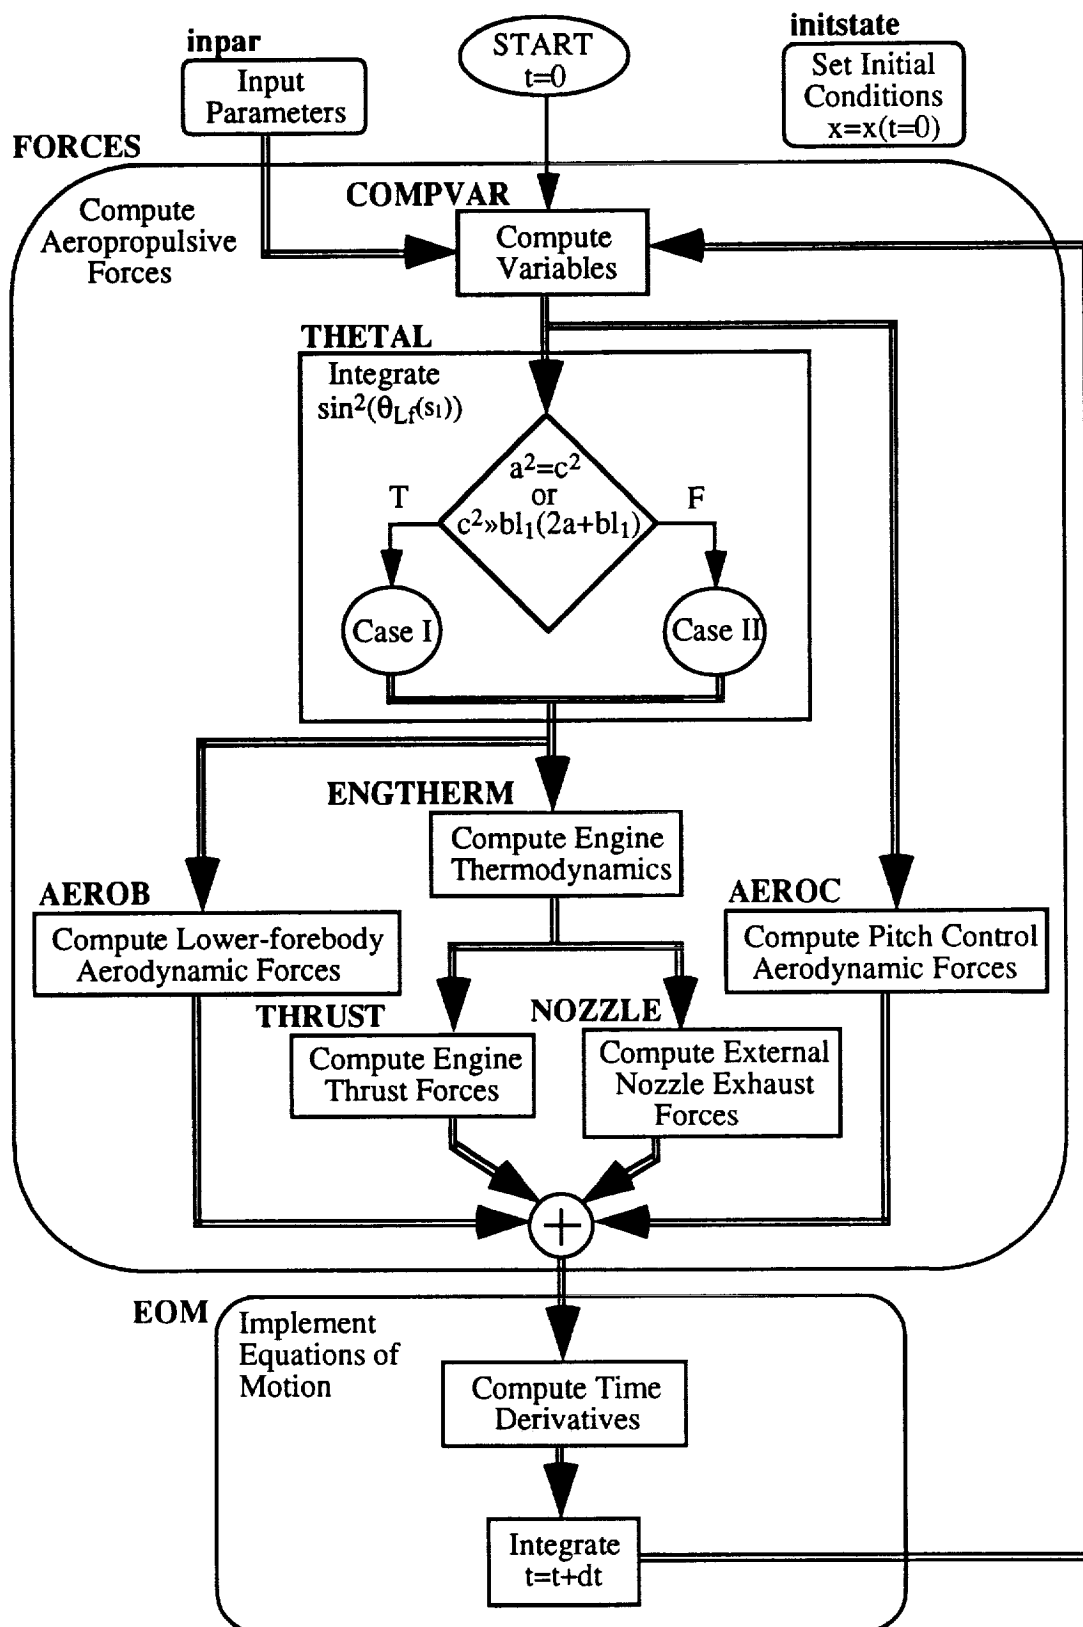 inpar
Input
Parameters
START
t=0
initstate
Set Initial
Conditions
x=x(t=0)
FORCES
Compute
Aeropropulsive
Forces
COMPVAR
Compute
Variables
THETAL
Integrate
sin²(θ_Lf(s₁))
a²=c²
or
c²»bl₁(2a+bl₁)
T
F
Case I
Case II
ENGTHERM
Compute Engine
Thermodynamics
AEROB
Compute Lower-forebody
Aerodynamic Forces
AEROC
Compute Pitch Control
Aerodynamic Forces
THRUST
Compute Engine
Thrust Forces
NOZZLE
Compute External
Nozzle Exhaust
Forces
+
EOM
Implement
Equations of
Motion
Compute Time
Derivatives
Integrate
t=t+dt